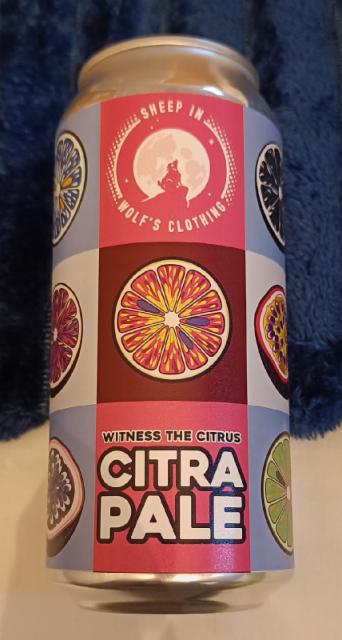 SHEEP IN
WOLF'S CLOTHING
WITNESS THE CITRUS
CITRA
PALE